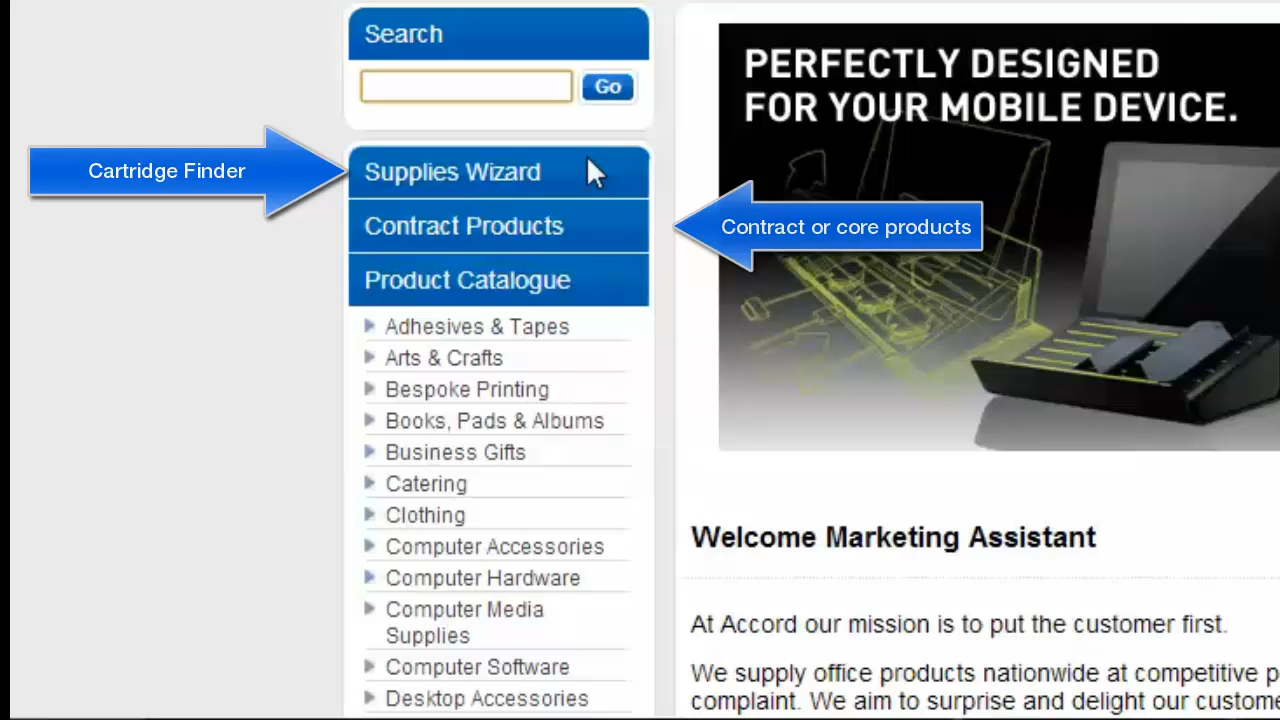 Search
Go
Cartridge Finder
Supplies Wizard
Contract Products
Product Catalogue
Adhesives & Tapes
Arts & Crafts
Bespoke Printing
Books, Pads & Albums
Business Gifts
Catering
Clothing
Computer Accessories
Computer Hardware
Computer Media
Supplies
Computer Software
Desktop Accessories
PERFECTLY DESIGNED
FOR YOUR MOBILE DEVICE.
Contract or core products
Welcome Marketing Assistant
At Accord our mission is to put the customer first.
We supply office products nationwide at competitive
complaint. We aim to surprise and delight our